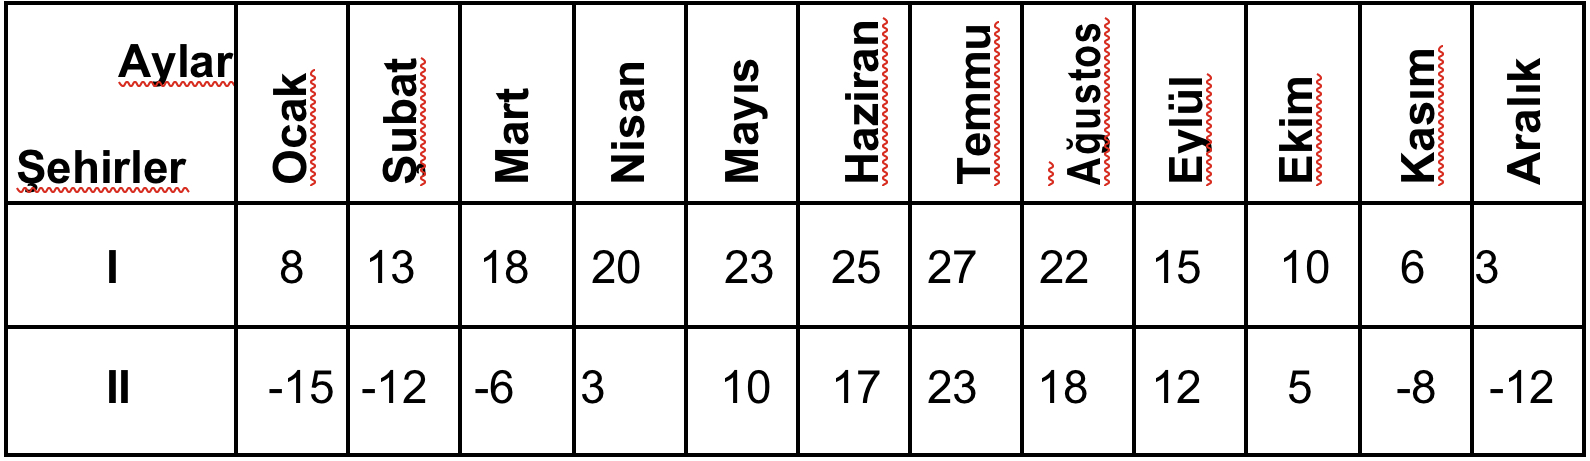 Aylar
Şehirler
Ocak
Şubat
Mart
Nisan
Mayıs
Haziran
Temmu
Ağustos
Eylül
Ekim
Kasım
Aralık
I 8 13 18 20 23 25 27 22 15 10 6 3
II -15 -12 -6 3 10 17 23 18 12 5 -8 -12